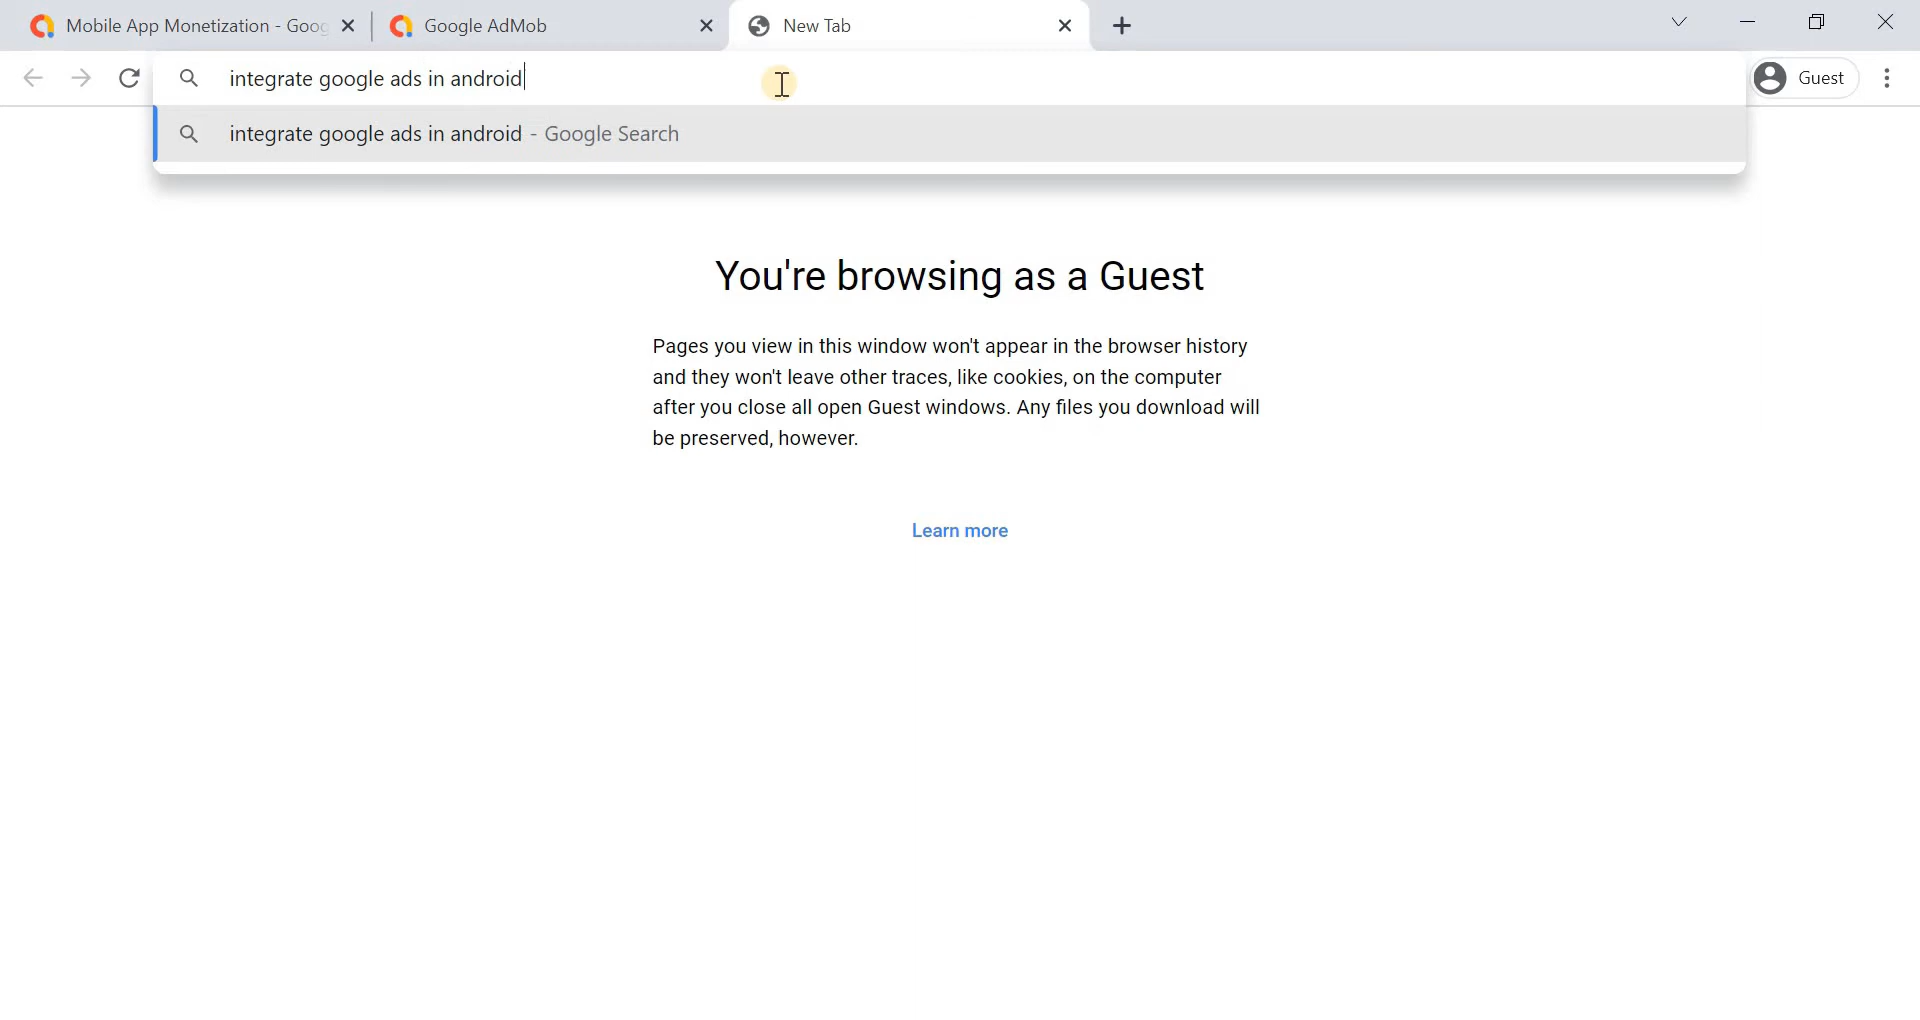 Mobile App Monetization - Goog
Google AdMob
New Tab
integrate google ads in android
Guest
integrate google ads in android - Google Search
You're browsing as a Guest
Pages you view in this window won't appear in the browser history
and they won't leave other traces, like cookies, on the computer
after you close all open Guest windows. Any files you download will
be preserved, however.
Learn more